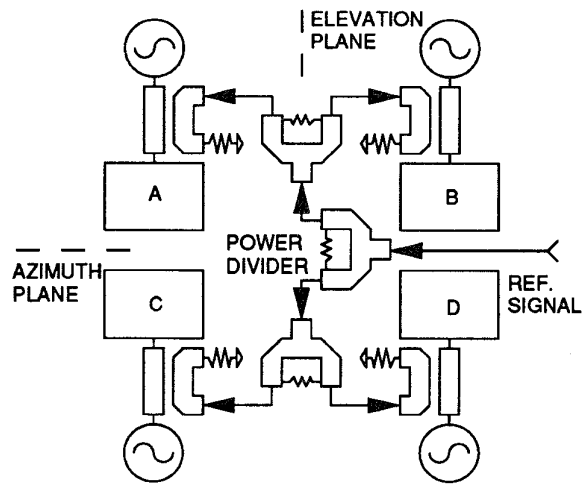 ELEVATION
PLANE
A
B
POWER
DIVIDER
AZIMUTH
PLANE
REF.
SIGNAL
C
D